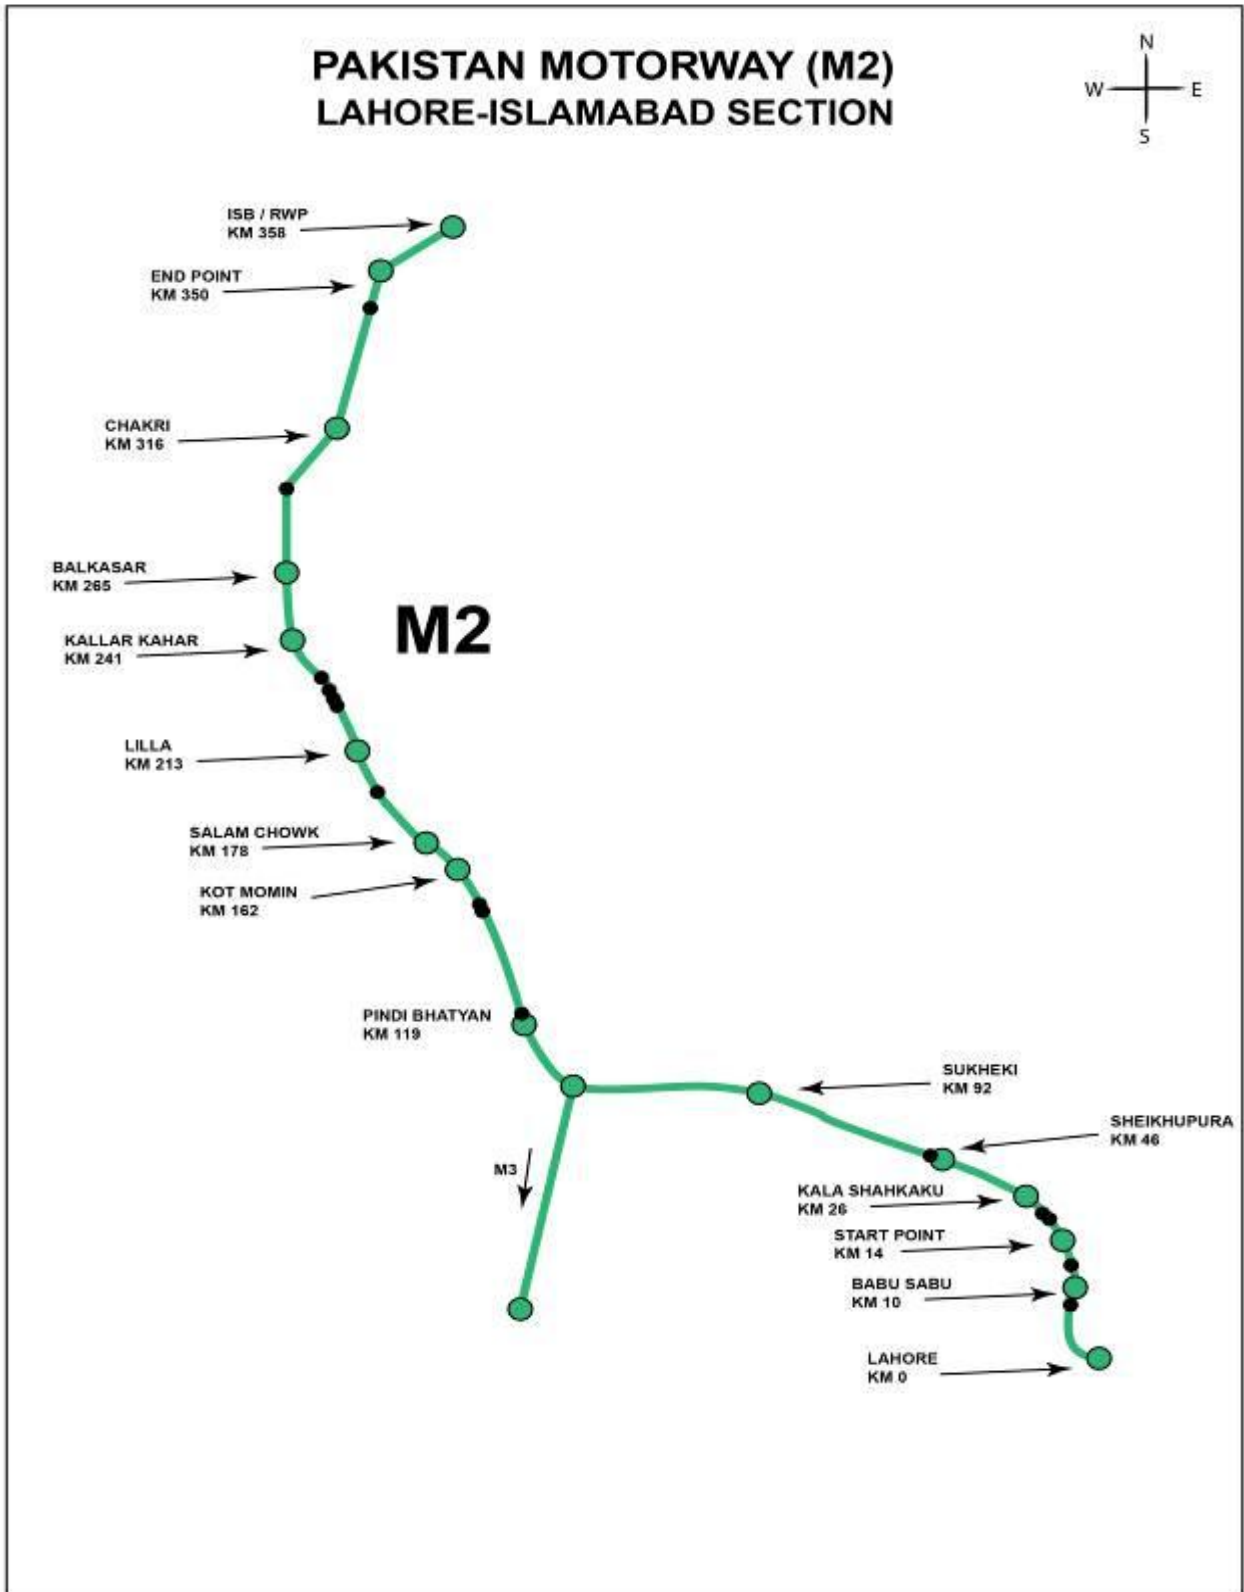 PAKISTAN MOTORWAY (M2)
LAHORE-ISLAMABAD SECTION
N
W
E
S
ISB / RWP
KM 358
END POINT
KM 350
CHAKRI
KM 316
BALKASAR
KM 265
KALLAR KAHAR
KM 241
M2
LILLA
KM 213
SALAM CHOWK
KM 178
KOT MOMIN
KM 162
PINDI BHATYAN
KM 119
SUKHEKI
KM 92
SHEIKHUPURA
KM 46
M3
KALA SHAHKAKU
KM 26
START POINT
KM 14
BABU SABU
KM 10
LAHORE
KM 0